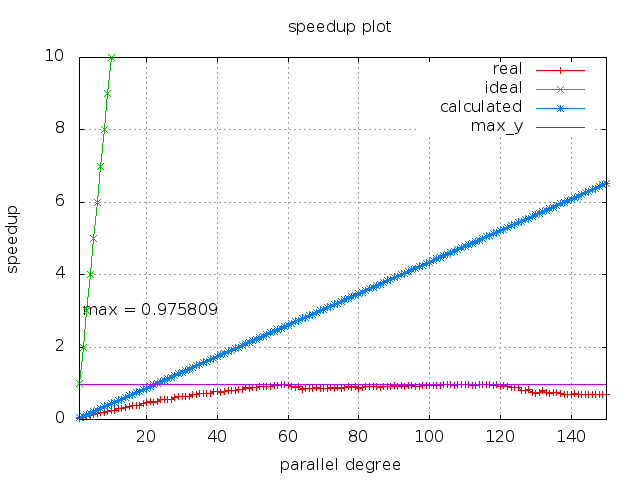 speedup plot
10
8
6
4
2
0
speedup
real
ideal
calculated
max_y
max = 0.975809
20 40 60 80 100 120 140
parallel degree